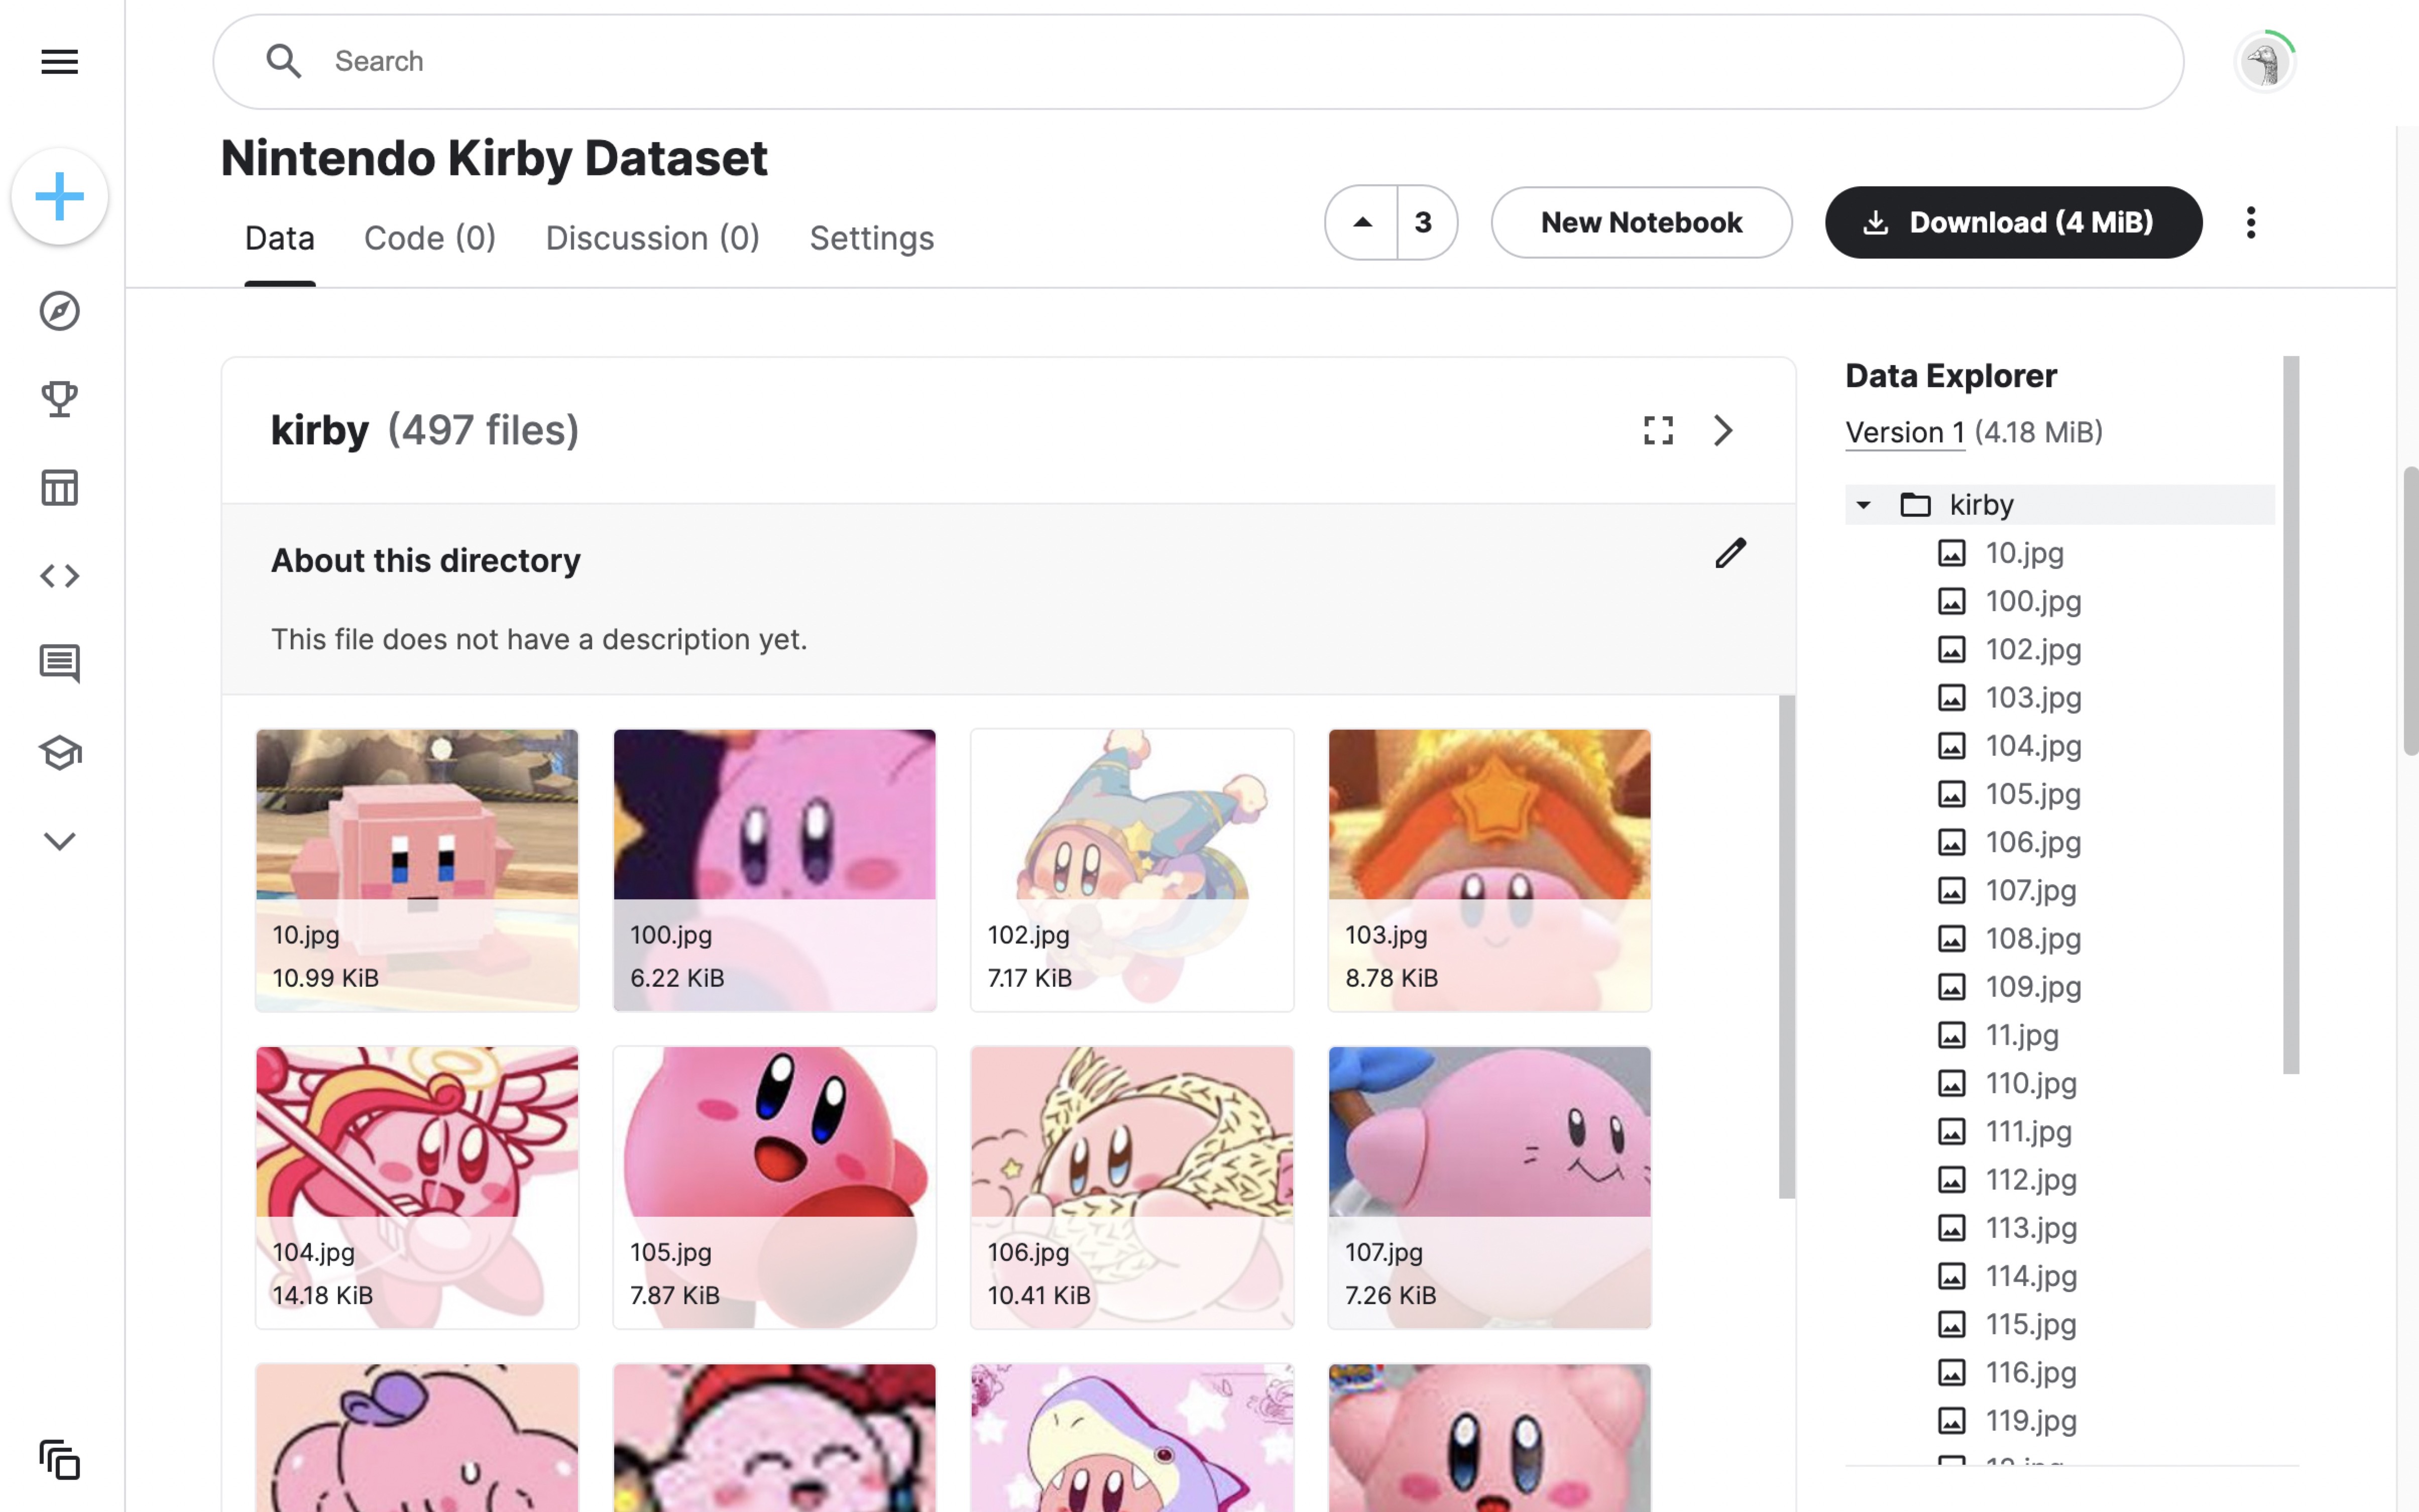 Search
Nintendo Kirby Dataset
Data
Code (0)
Discussion (0)
Settings
3
New Notebook
Download (4 MiB)
kirby (497 files)
About this directory
This file does not have a description yet.
10.jpg
10.99 KiB
100.jpg
6.22 KiB
102.jpg
7.17 KiB
103.jpg
8.78 KiB
104.jpg
14.18 KiB
105.jpg
7.87 KiB
106.jpg
10.41 KiB
107.jpg
7.26 KiB
Data Explorer
Version 1 (4.18 MiB)
kirby
10.jpg
100.jpg
102.jpg
103.jpg
104.jpg
105.jpg
106.jpg
107.jpg
108.jpg
109.jpg
11.jpg
110.jpg
111.jpg
112.jpg
113.jpg
114.jpg
115.jpg
116.jpg
119.jpg